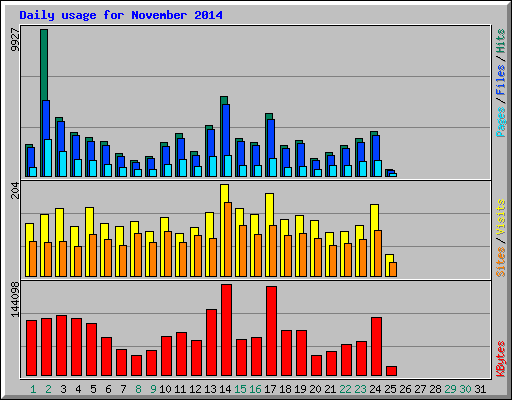 Daily usage for November 2014
9927
Pages / Files / Hits
204
Sites / Visits
144098
KBytes
1 2 3 4 5 6 7 8 9 10 11 12 13 14 15 16 17 18 19 20 21 22 23 24 25 26 27 28 29 30 31